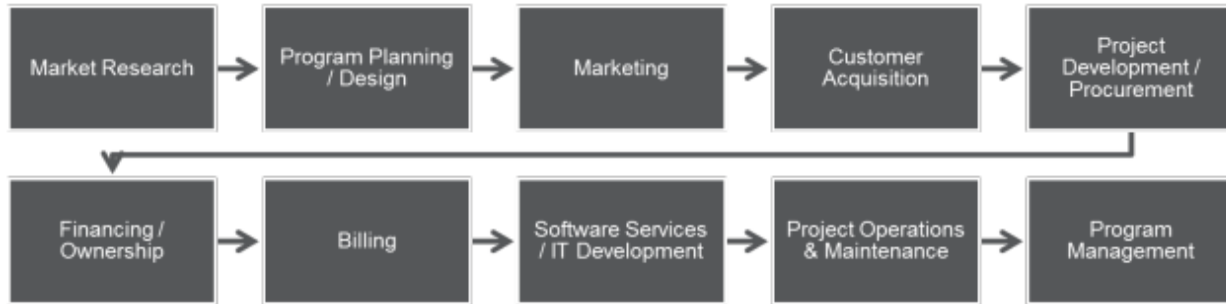 Market Research
Program Planning
/ Design
Marketing
Customer
Acquisition
Project
Development /
Procurement
Financing /
Ownership
Billing
Software Services
/ IT Development
Project Operations
& Maintenance
Program
Management